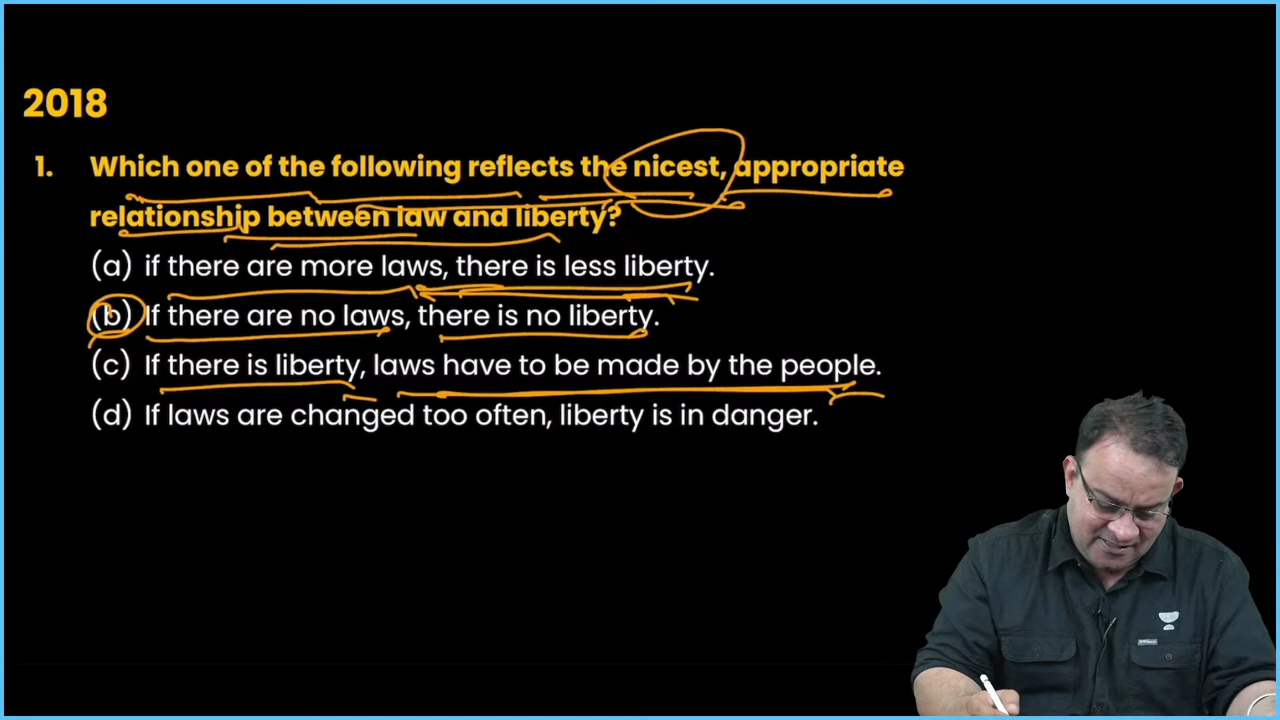 2018
1. Which one of the following reflects the nicest, appropriate
relationship between law and liberty?
(a) if there are more laws, there is less liberty.
(b) If there are no laws, there is no liberty.
(c) If there is liberty, laws have to be made by the people.
(d) If laws are changed too often, liberty is in danger.